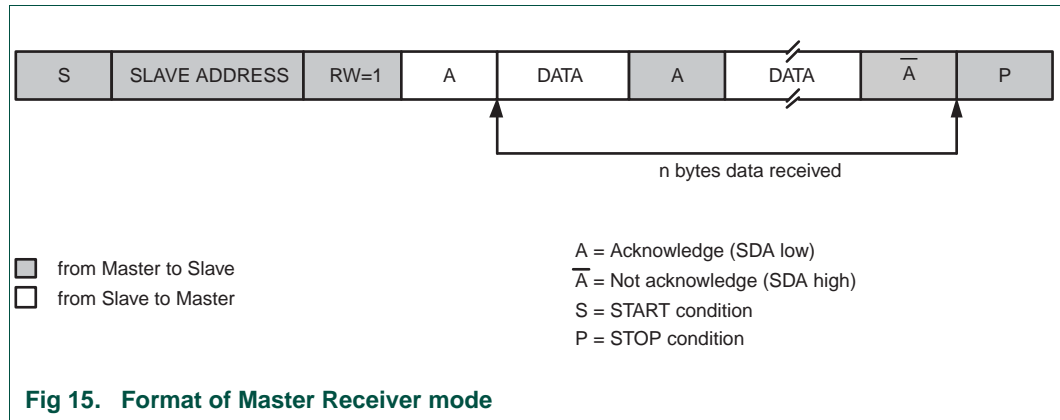 S SLAVE ADDRESS RW=1 A DATA A DATA A̅ P
n bytes data received
from Master to Slave
from Slave to Master
A = Acknowledge (SDA low)
A̅ = Not acknowledge (SDA high)
S = START condition
P = STOP condition
Fig 15. Format of Master Receiver mode